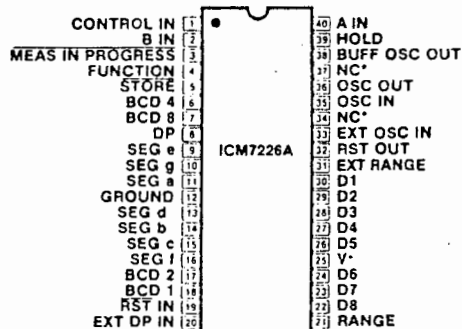 CONTROL IN 1
B IN 2
MEAS IN PROGRESS 3
FUNCTION 4
STORE 5
BCD 4 6
BCD 8 7
DP 8
SEG e 9
SEG g 10
SEG a 11
GROUND 12
SEG d 13
SEG b 14
SEG c 15
SEG f 16
BCD 2 17
BCD 1 18
RST IN 19
EXT DP IN 20
ICM7226A
40 A IN
39 HOLD
38 BUFF OSC OUT
37 NC*
36 OSC OUT
35 OSC IN
34 NC*
33 EXT OSC IN
32 RST OUT
31 EXT RANGE
30 D1
29 D2
28 D3
27 D4
26 D5
25 V+
24 D6
23 D7
22 D8
21 RANGE